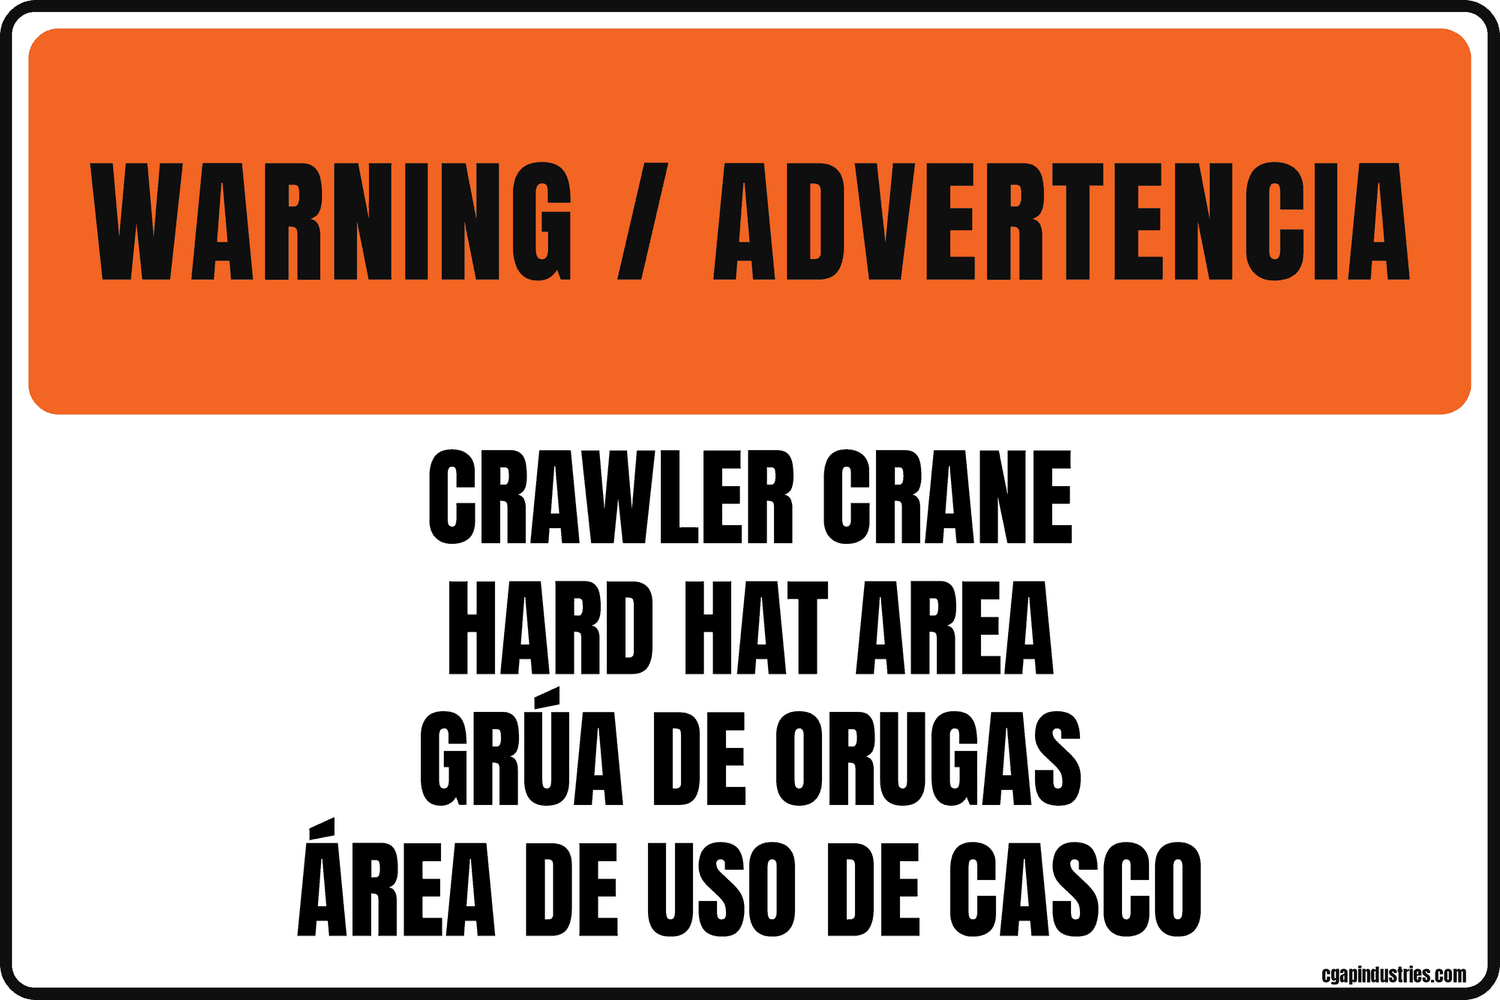 WARNING / ADVERTENCIA
CRAWLER CRANE
HARD HAT AREA
GRÚA DE ORUGAS
ÁREA DE USO DE CASCO
cgapindustries.com